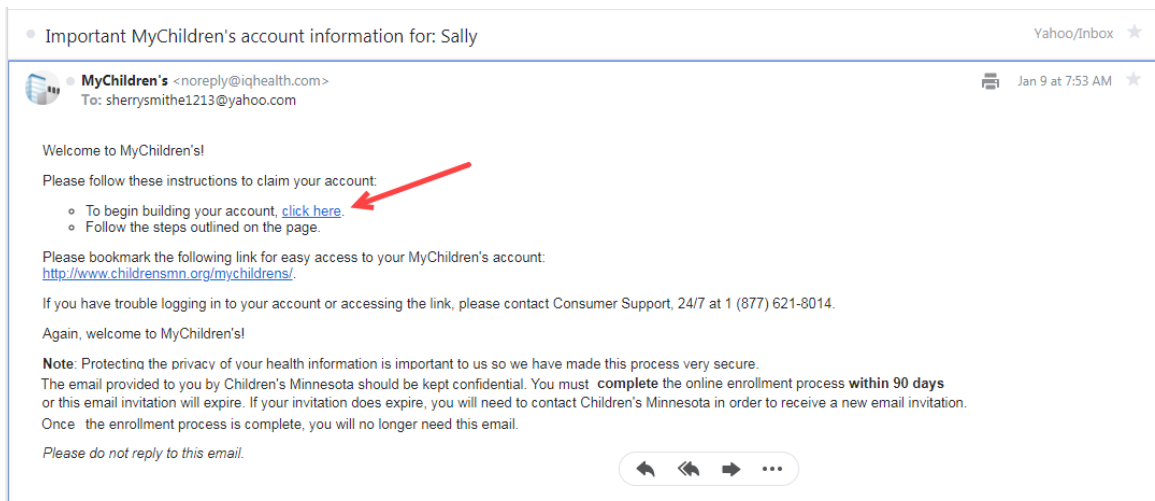 Important MyChildren's account information for: Sally
Yahoo/Inbox
MyChildren's <noreply@iqhealth.com>
Jan 9 at 7:53 AM
To: sherrysmithe1213@yahoo.com
Welcome to MyChildren's!
Please follow these instructions to claim your account:
To begin building your account, click here.
Follow the steps outlined on the page.
Please bookmark the following link for easy access to your MyChildren's account:
http://www.childrensmn.org/mychildrens/.
If you have trouble logging in to your account or accessing the link, please contact Consumer Support, 24/7 at 1 (877) 621-8014.
Again, welcome to MyChildren's!
Note: Protecting the privacy of your health information is important to us so we have made this process very secure.
The email provided to you by Children's Minnesota should be kept confidential. You must complete the online enrollment process within 90 days
or this email invitation will expire. If your invitation does expire, you will need to contact Children's Minnesota in order to receive a new email invitation.
Once the enrollment process is complete, you will no longer need this email.
Please do not reply to this email.